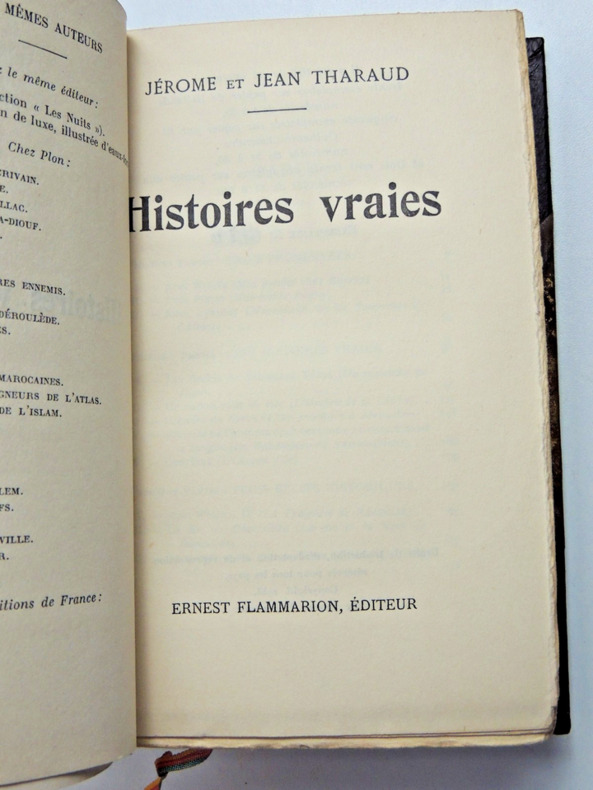 MÊMES AUTEURS
le même éditeur:
ction « Les Nuits »).
n de luxe, illustrée d'eaux-
Chez Plon:
CRIVAIN.
E.
LLAC.
A-DIOUF.
RES ENNEMIS.
DÉROULÈDE.
ES.
MAROCAINES.
GNEURS DE L'ATLAS.
DE L'ISLAM.
LEM.
FS.
VILLE.
R.
itions de France:
JÉROME ET JEAN THARAUD
Histoires vraies
ERNEST FLAMMARION, ÉDITEUR